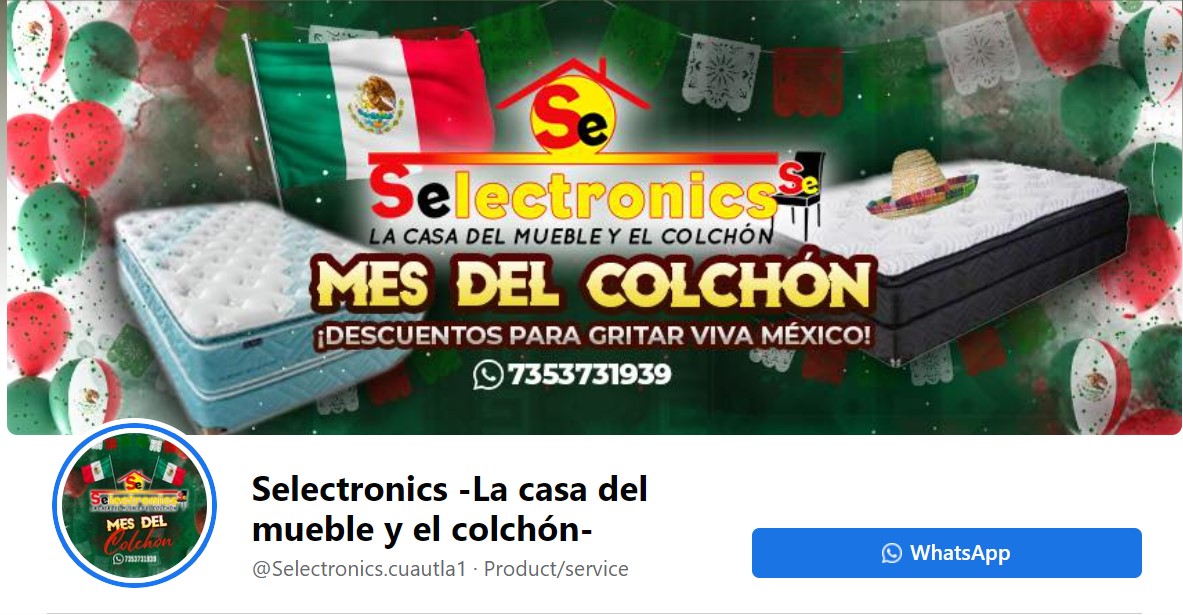 Se
Selectronics
Se
LA CASA DEL MUEBLE Y EL COLCHÓN
MES DEL COLCHÓN
¡DESCUENTOS PARA GRITAR VIVA MÉXICO!
7353731939
Se
Selectronics
MES DEL
Colchón
7353731939
Selectronics -La casa del
mueble y el colchón-
@Selectronics.cuautla1 · Product/service
WhatsApp